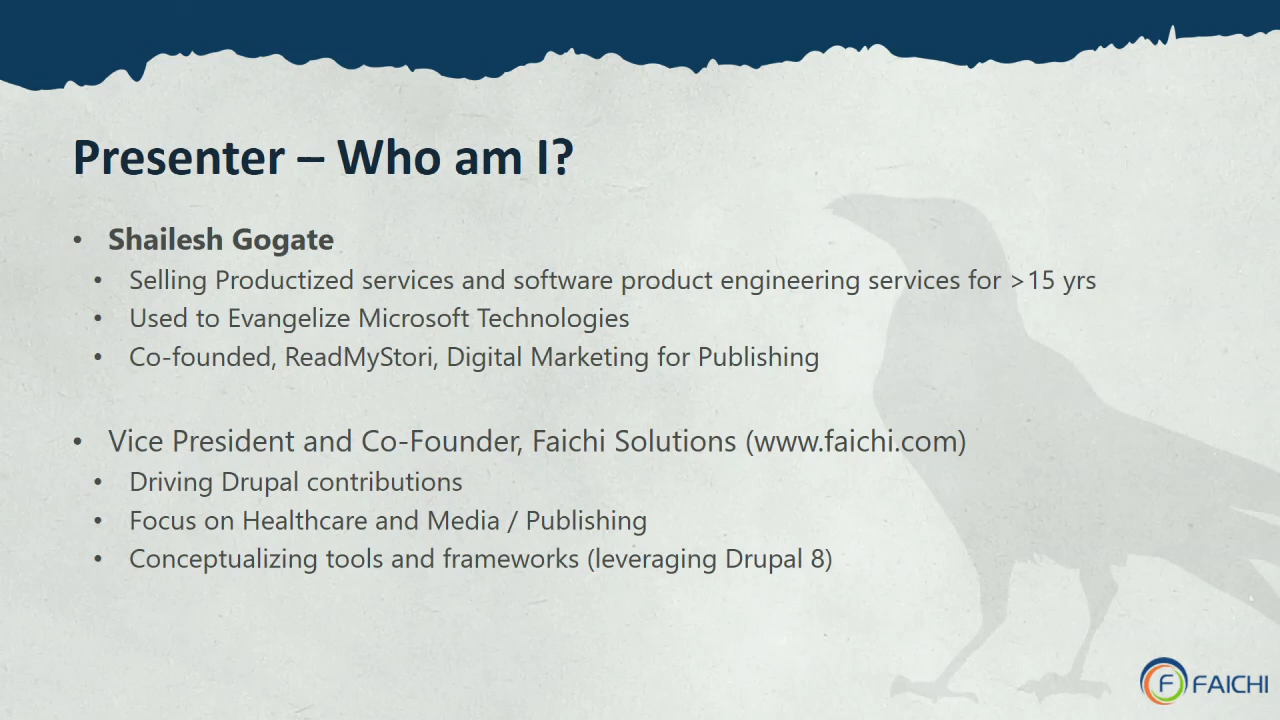 Presenter – Who am I?
• Shailesh Gogate
• Selling Productized services and software product engineering services for >15 yrs
• Used to Evangelize Microsoft Technologies
• Co-founded, ReadMyStori, Digital Marketing for Publishing
• Vice President and Co-Founder, Faichi Solutions (www.faichi.com)
• Driving Drupal contributions
• Focus on Healthcare and Media / Publishing
• Conceptualizing tools and frameworks (leveraging Drupal 8)
F FAICHI